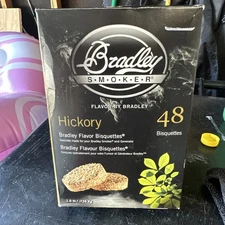 Bradley
SMOKER®
FLAVOR BY BRADLEY
Hickory
48
Bisquettes
Bradley Flavor Bisquettes®
Bradley Flavour Bisquettes®